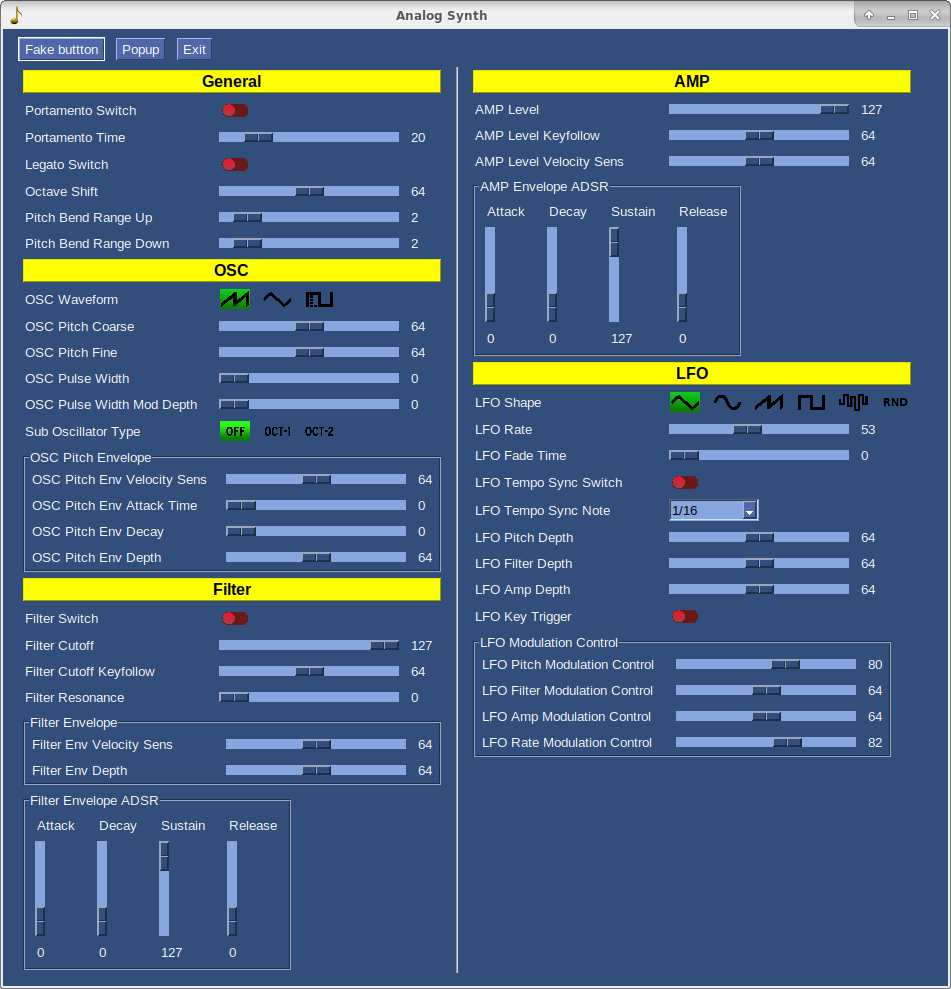 Analog Synth
Fake buttton Popup Exit
General
Portamento Switch
Portamento Time 20
Legato Switch
Octave Shift 64
Pitch Bend Range Up 2
Pitch Bend Range Down 2
OSC
OSC Waveform
OSC Pitch Coarse 64
OSC Pitch Fine 64
OSC Pulse Width 0
OSC Pulse Width Mod Depth 0
Sub Oscillator Type OFF OCT-1 OCT-2
OSC Pitch Envelope
OSC Pitch Env Velocity Sens 64
OSC Pitch Env Attack Time 0
OSC Pitch Env Decay 0
OSC Pitch Env Depth 64
Filter
Filter Switch
Filter Cutoff 127
Filter Cutoff Keyfollow 64
Filter Resonance 0
Filter Envelope
Filter Env Velocity Sens 64
Filter Env Depth 64
Filter Envelope ADSR
Attack Decay Sustain Release
0 0 127 0
AMP
AMP Level 127
AMP Level Keyfollow 64
AMP Level Velocity Sens 64
AMP Envelope ADSR
Attack Decay Sustain Release
0 0 127 0
LFO
LFO Shape RND
LFO Rate 53
LFO Fade Time 0
LFO Tempo Sync Switch
LFO Tempo Sync Note 1/16
LFO Pitch Depth 64
LFO Filter Depth 64
LFO Amp Depth 64
LFO Key Trigger
LFO Modulation Control
LFO Pitch Modulation Control 80
LFO Filter Modulation Control 64
LFO Amp Modulation Control 64
LFO Rate Modulation Control 82